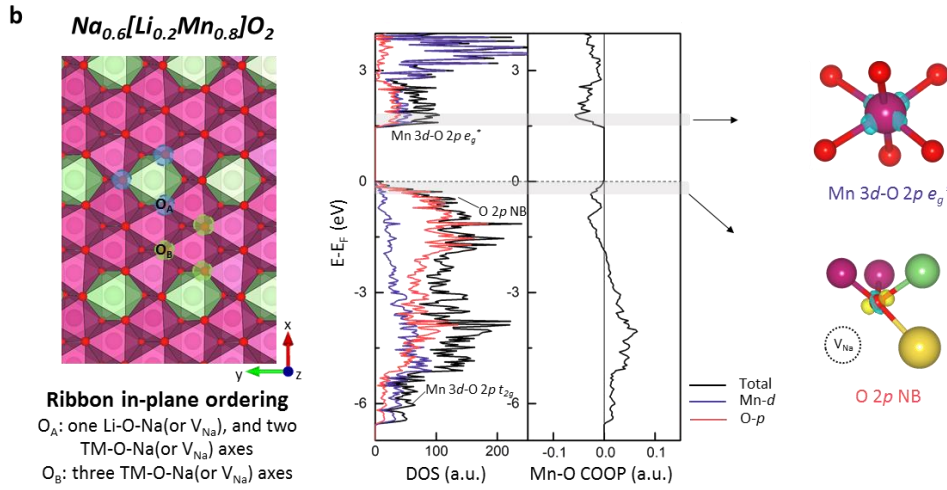 b
Na0.6[Li0.2Mn0.8]O2
OA
OB
x
y
z
Ribbon in-plane ordering
OA: one Li-O-Na(or VNa), and two
TM-O-Na(or VNa) axes
OB: three TM-O-Na(or VNa) axes
E-EF (eV)
3
0
-3
-6
Mn 3d-O 2p eg*
O 2p NB
Mn 3d-O 2p t2g
0 100 200
DOS (a.u.)
-0.1 0.0 0.1
Mn-O COOP (a.u.)
Total
Mn-d
O-p
Mn 3d-O 2p eg*
VNa
O 2p NB